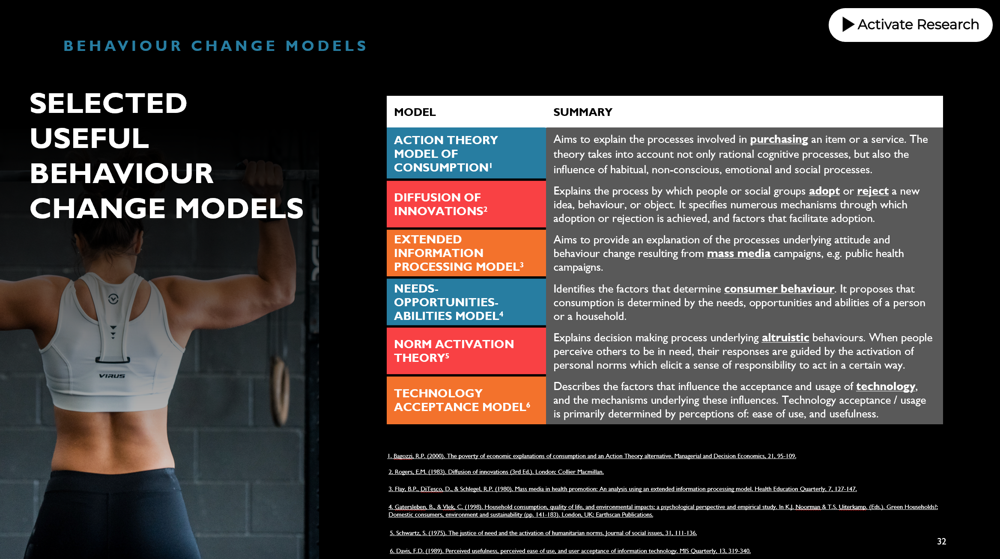 Activate Research
BEHAVIOUR CHANGE MODELS
SELECTED
USEFUL
BEHAVIOUR
CHANGE MODELS
VIRUS
MODEL
SUMMARY
ACTION THEORY
MODEL OF
CONSUMPTION¹
Aims to explain the processes involved in purchasing an item or a service. The
theory takes into account not only rational cognitive processes, but also the
influence of habitual, non-conscious, emotional and social processes.
DIFFUSION OF
INNOVATIONS²
Explains the process by which people or social groups adopt or reject a new
idea, behaviour, or object. It specifies numerous mechanisms through which
adoption or rejection is achieved, and factors that facilitate adoption.
EXTENDED
INFORMATION
PROCESSING MODEL³
Aims to provide an explanation of the processes underlying attitude and
behaviour change resulting from mass media campaigns, e.g. public health
campaigns.
NEEDS-
OPPORTUNITIES-
ABILITIES MODEL⁴
Identifies the factors that determine consumer behaviour. It proposes that
consumption is determined by the needs, opportunities and abilities of a person
or a household.
NORM ACTIVATION
THEORY⁵
Explains decision making process underlying altruistic behaviours. When people
perceive others to be in need, their responses are guided by the activation of
personal norms which elicit a sense of responsibility to act in a certain way.
TECHNOLOGY
ACCEPTANCE MODEL⁶
Describes the factors that influence the acceptance and usage of technology,
and the mechanisms underlying these influences. Technology acceptance / usage
is primarily determined by perceptions of: ease of use, and usefulness.
1. Bagozzi, R.P. (2000). The poverty of economic explanations of consumption and an Action Theory alternative. Managerial and Decision Economics, 21, 95-109.
2. Rogers, E.M. (1983). Diffusion of innovations (3rd Ed.). London: Collier Macmillan.
3. Flay, B.P., DiTesco, D., & Schlegel, R.P. (1980). Mass media in health promotion: An analysis using an extended information processing model. Health Education Quarterly, 7, 127-147.
4. Gatersleben, B., & Vlek, C. (1998). Household consumption, quality of life, and environmental impacts: a psychological perspective and empirical study. In K.J. Noorman & T.S. Uiterkamp. (Eds.). Green Households?:
Domestic consumers, environment and sustainability (pp. 141-183). London, UK: Earthscan Publications.
5. Schwartz, S. (1975). The justice of need and the activation of humanitarian norms. Journal of social issues, 31, 111-136.
6. Davis, F.D. (1989). Perceived usefulness, perceived ease of use, and user acceptance of information technology. MIS Quarterly, 13, 319-340.
32